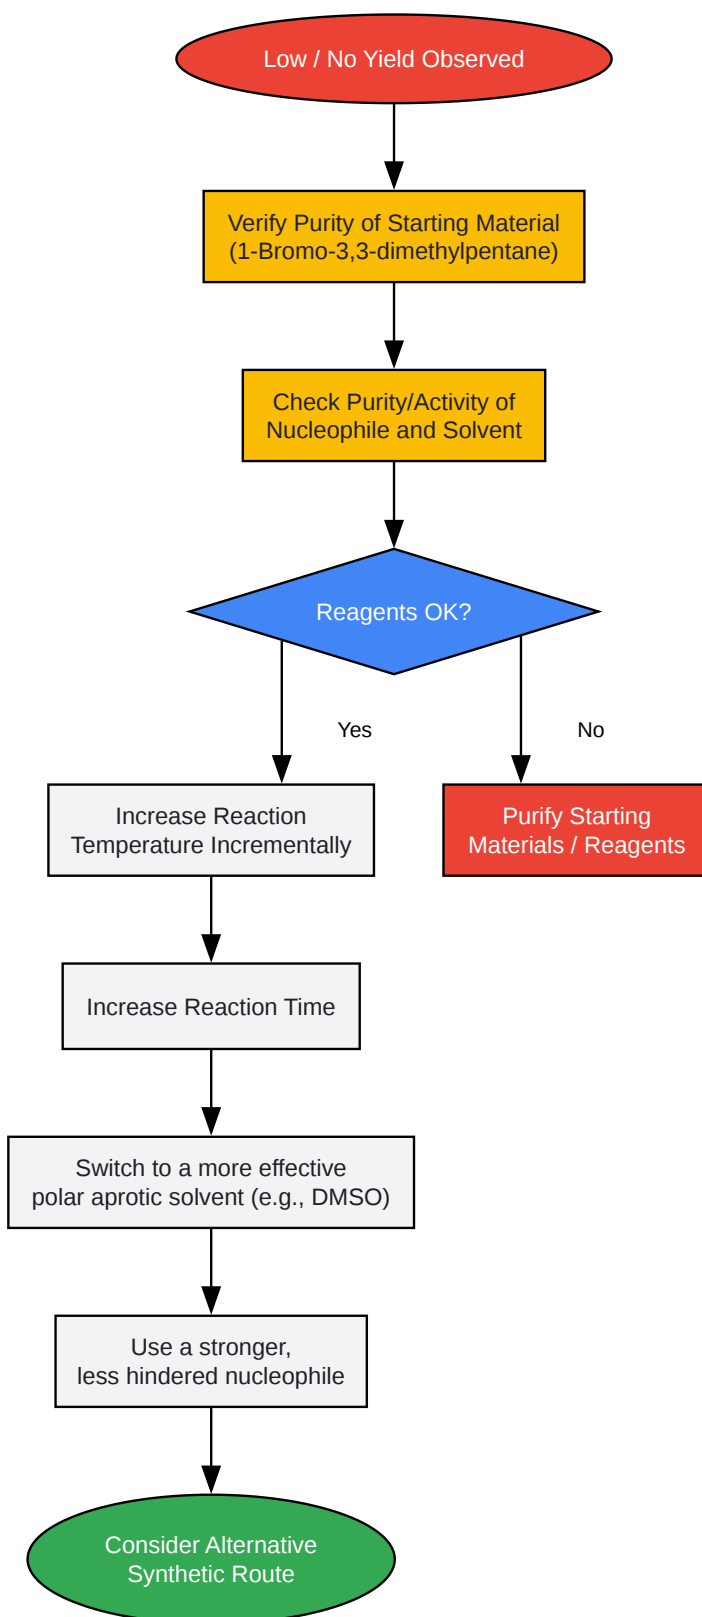 Low / No Yield Observed
Verify Purity of Starting Material
(1-Bromo-3,3-dimethylpentane)
Check Purity/Activity of
Nucleophile and Solvent
Reagents OK?
Yes
No
Increase Reaction
Temperature Incrementally
Purify Starting
Materials / Reagents
Increase Reaction Time
Switch to a more effective
polar aprotic solvent (e.g., DMSO)
Use a stronger,
less hindered nucleophile
Consider Alternative
Synthetic Route